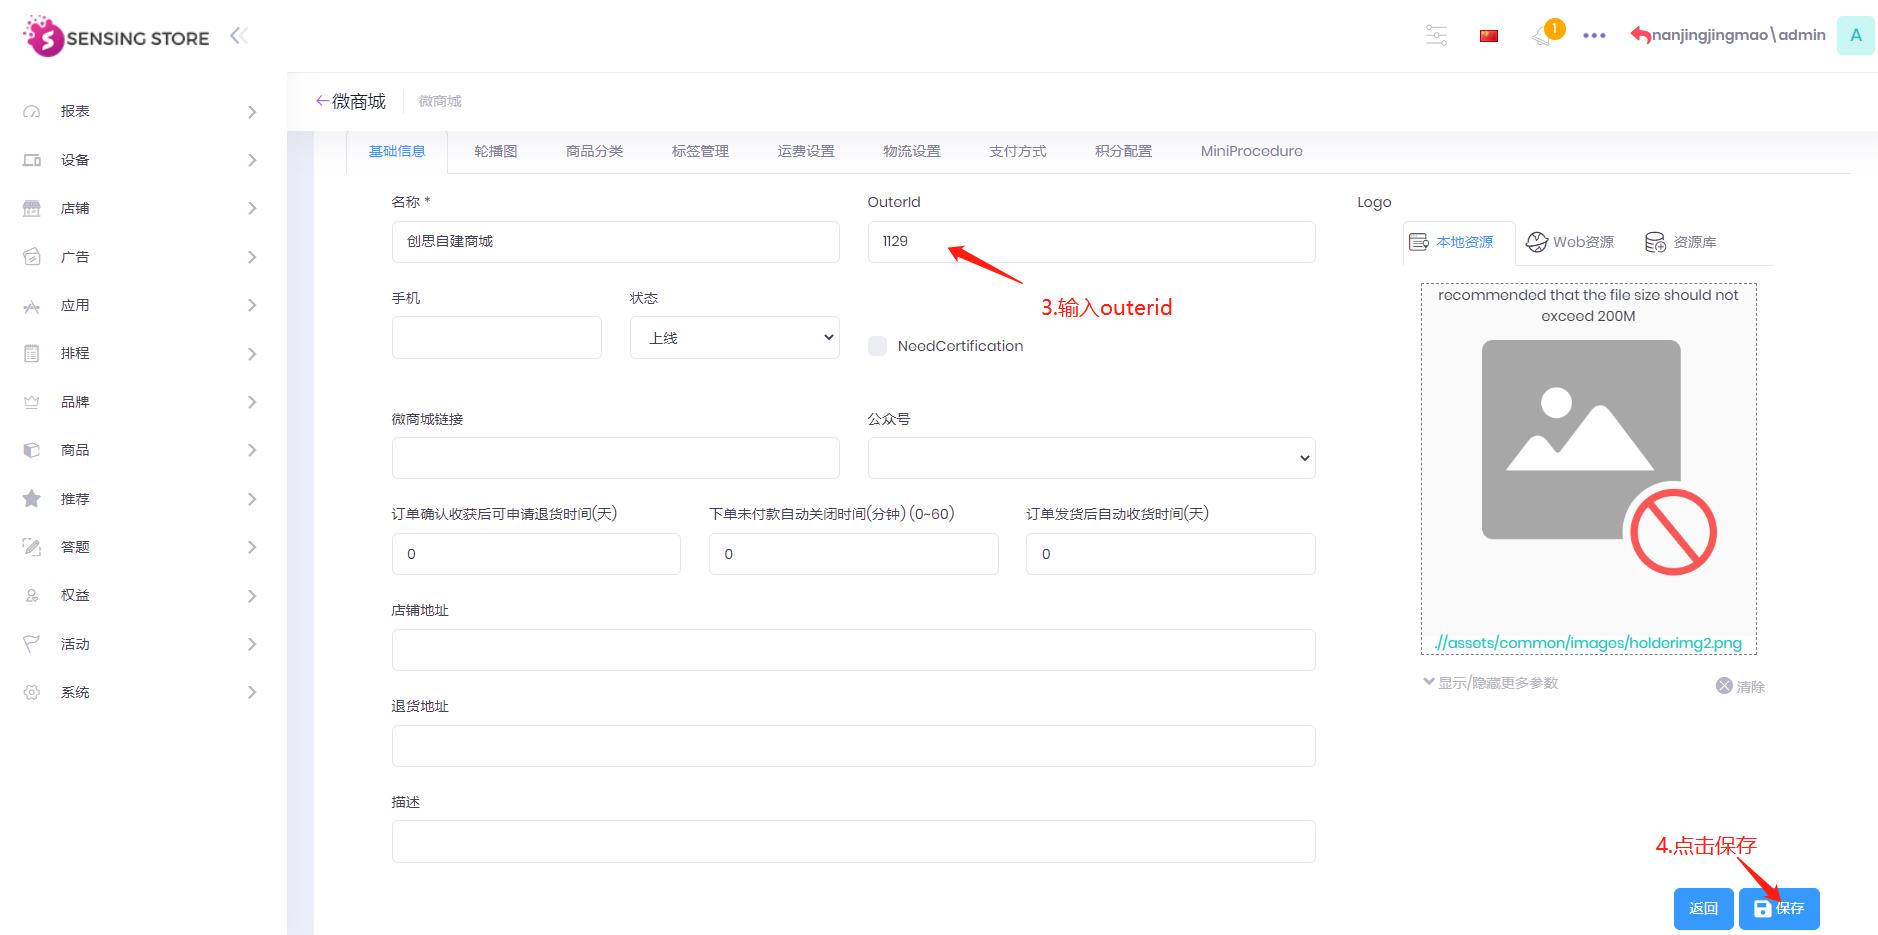 SENSING STORE
1
nanjingjingmao\admin
A
报表
设备
店铺
广告
应用
排程
品牌
商品
推荐
答题
权益
活动
系统
微商城
微商城
基础信息
轮播图
商品分类
标签管理
运费设置
物流设置
支付方式
积分配置
MiniProcedure
名称 *
创思自建商城
OuterId
1129
3.输入outerid
手机
状态
上线
NeedCertification
微商城链接
公众号
订单确认收获后可申请退货时间(天)
0
下单未付款自动关闭时间(分钟) (0~60)
0
订单发货后自动收货时间(天)
0
店铺地址
退货地址
描述
Logo
本地资源
Web资源
资源库
recommended that the file size should not
exceed 200M
.//assets/common/images/holderimg2.png
显示/隐藏更多参数
清除
4.点击保存
返回
保存